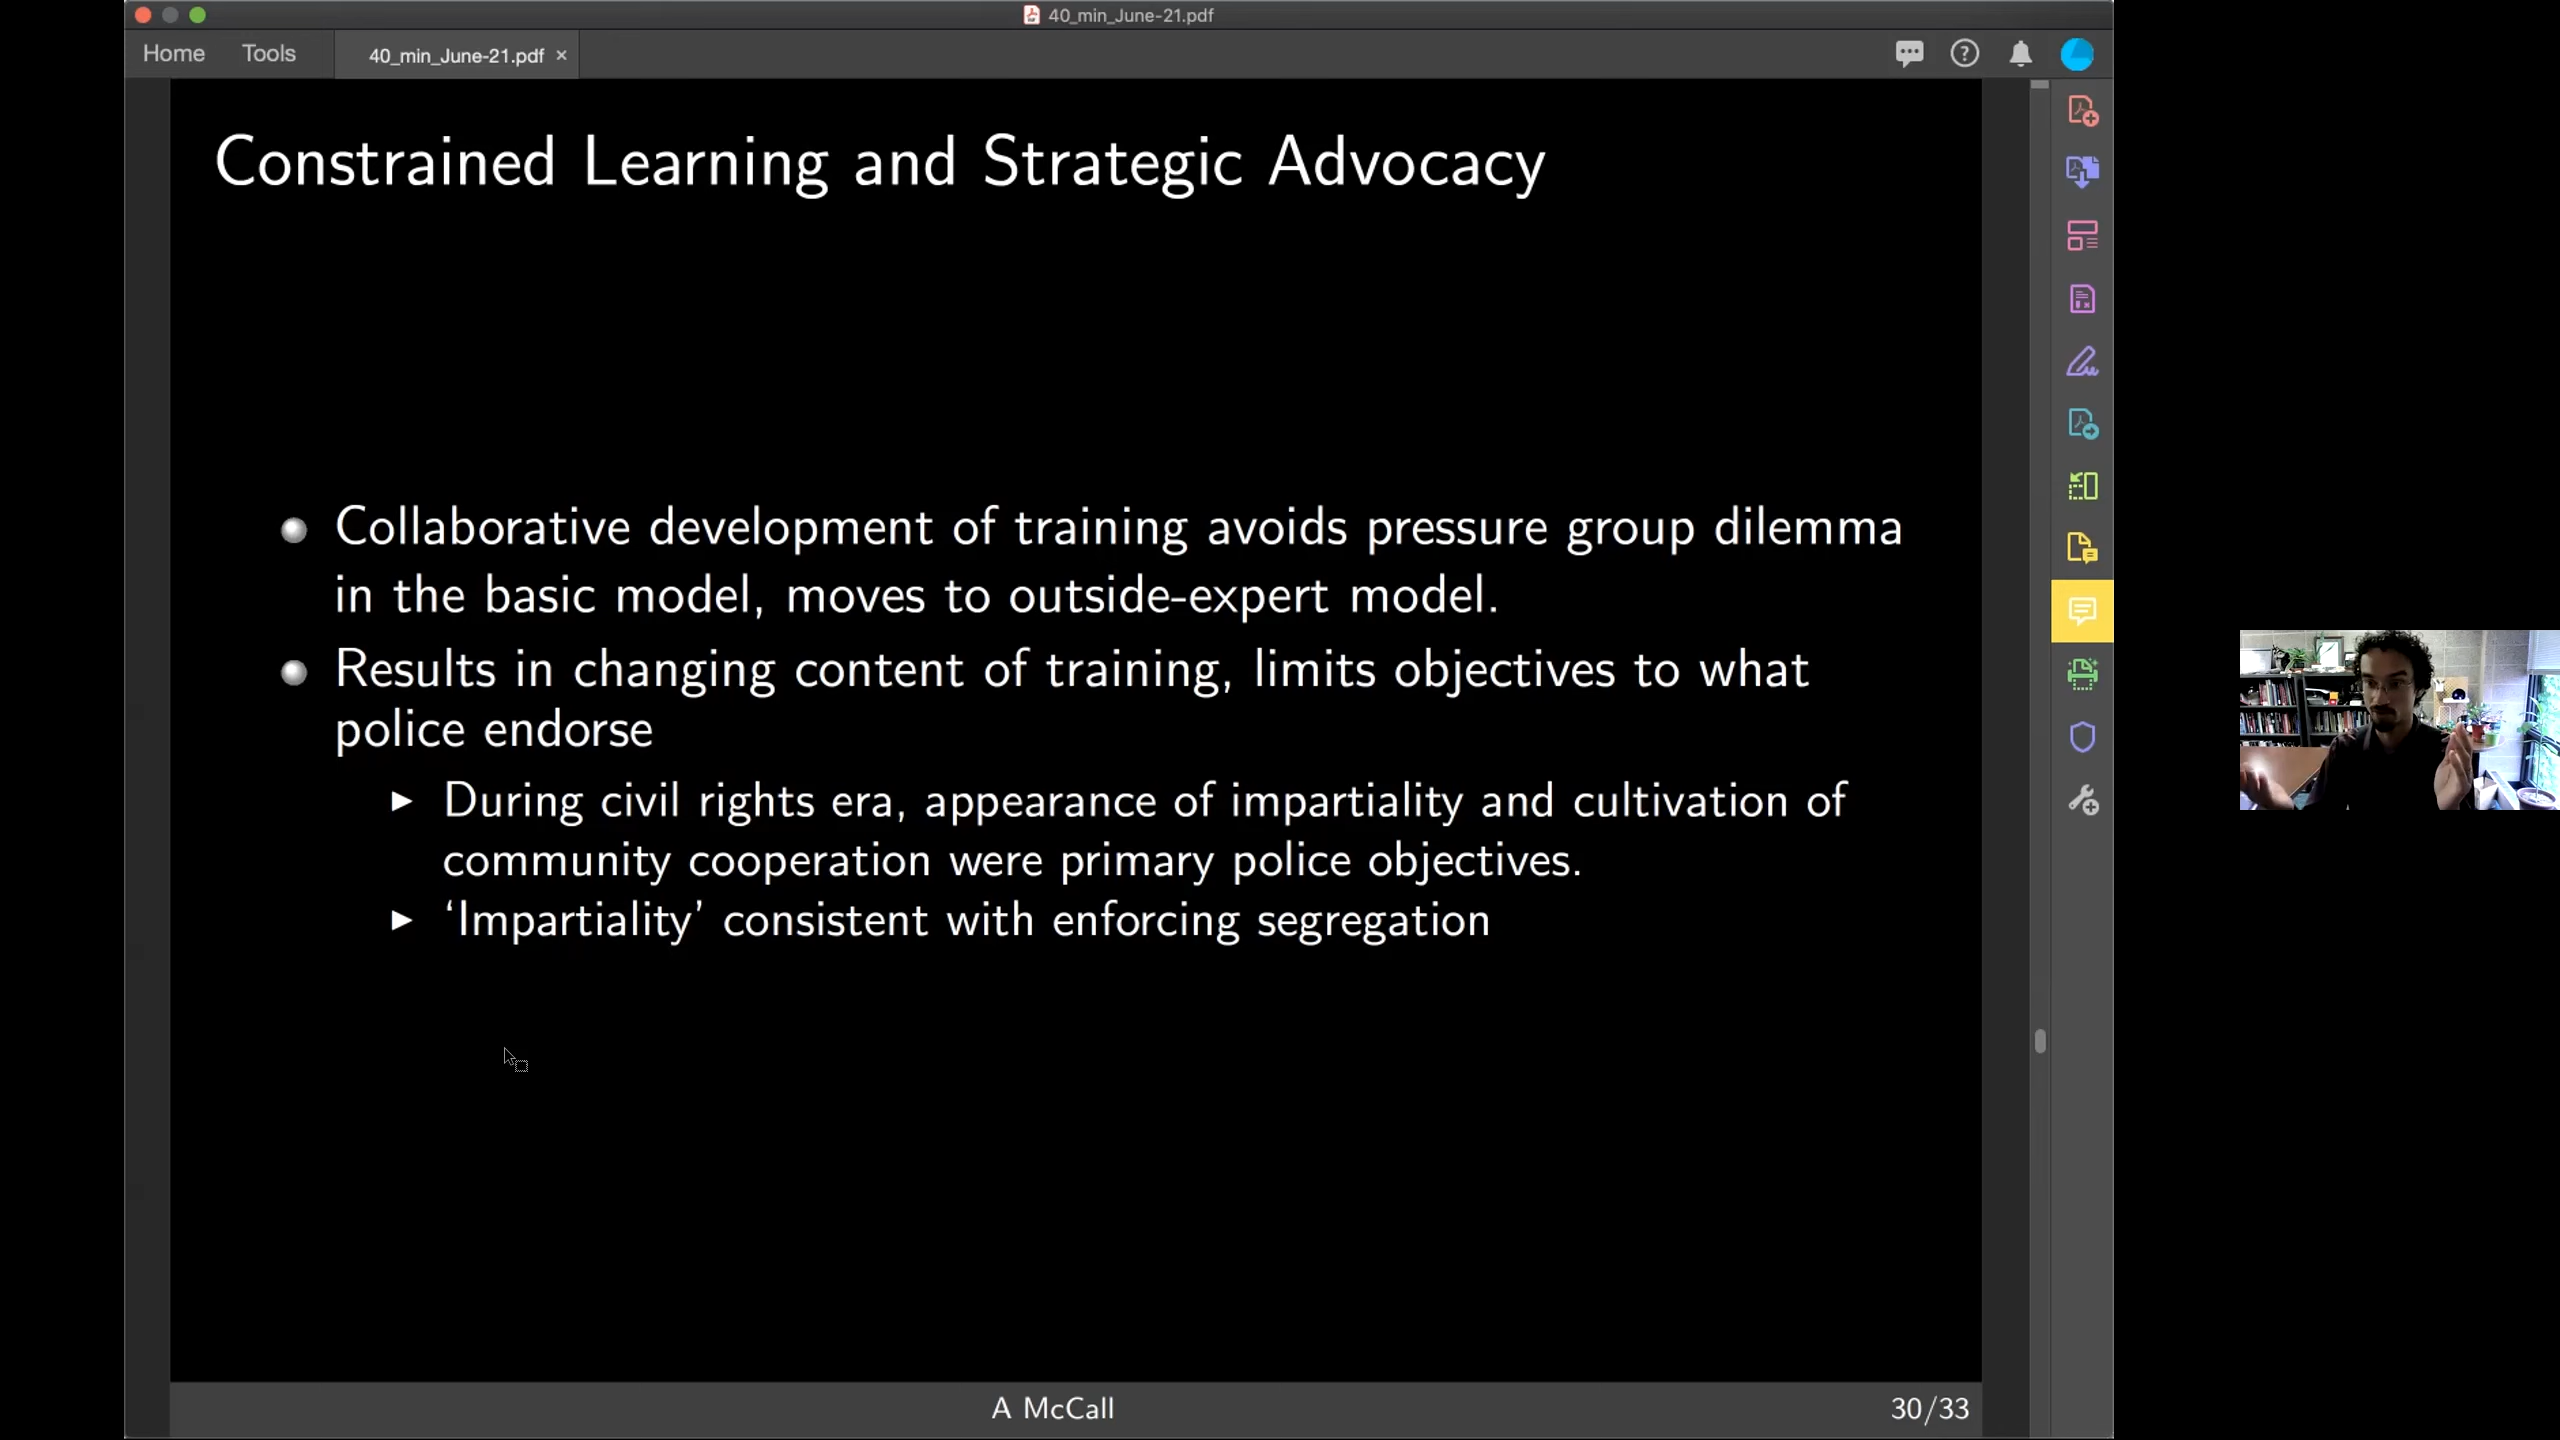 40_min_June-21.pdf
Home Tools 40_min_June-21.pdf ×
Constrained Learning and Strategic Advocacy
Collaborative development of training avoids pressure group dilemma
in the basic model, moves to outside-expert model.
Results in changing content of training, limits objectives to what
police endorse
During civil rights era, appearance of impartiality and cultivation of
community cooperation were primary police objectives.
‘Impartiality’ consistent with enforcing segregation
A McCall 30/33